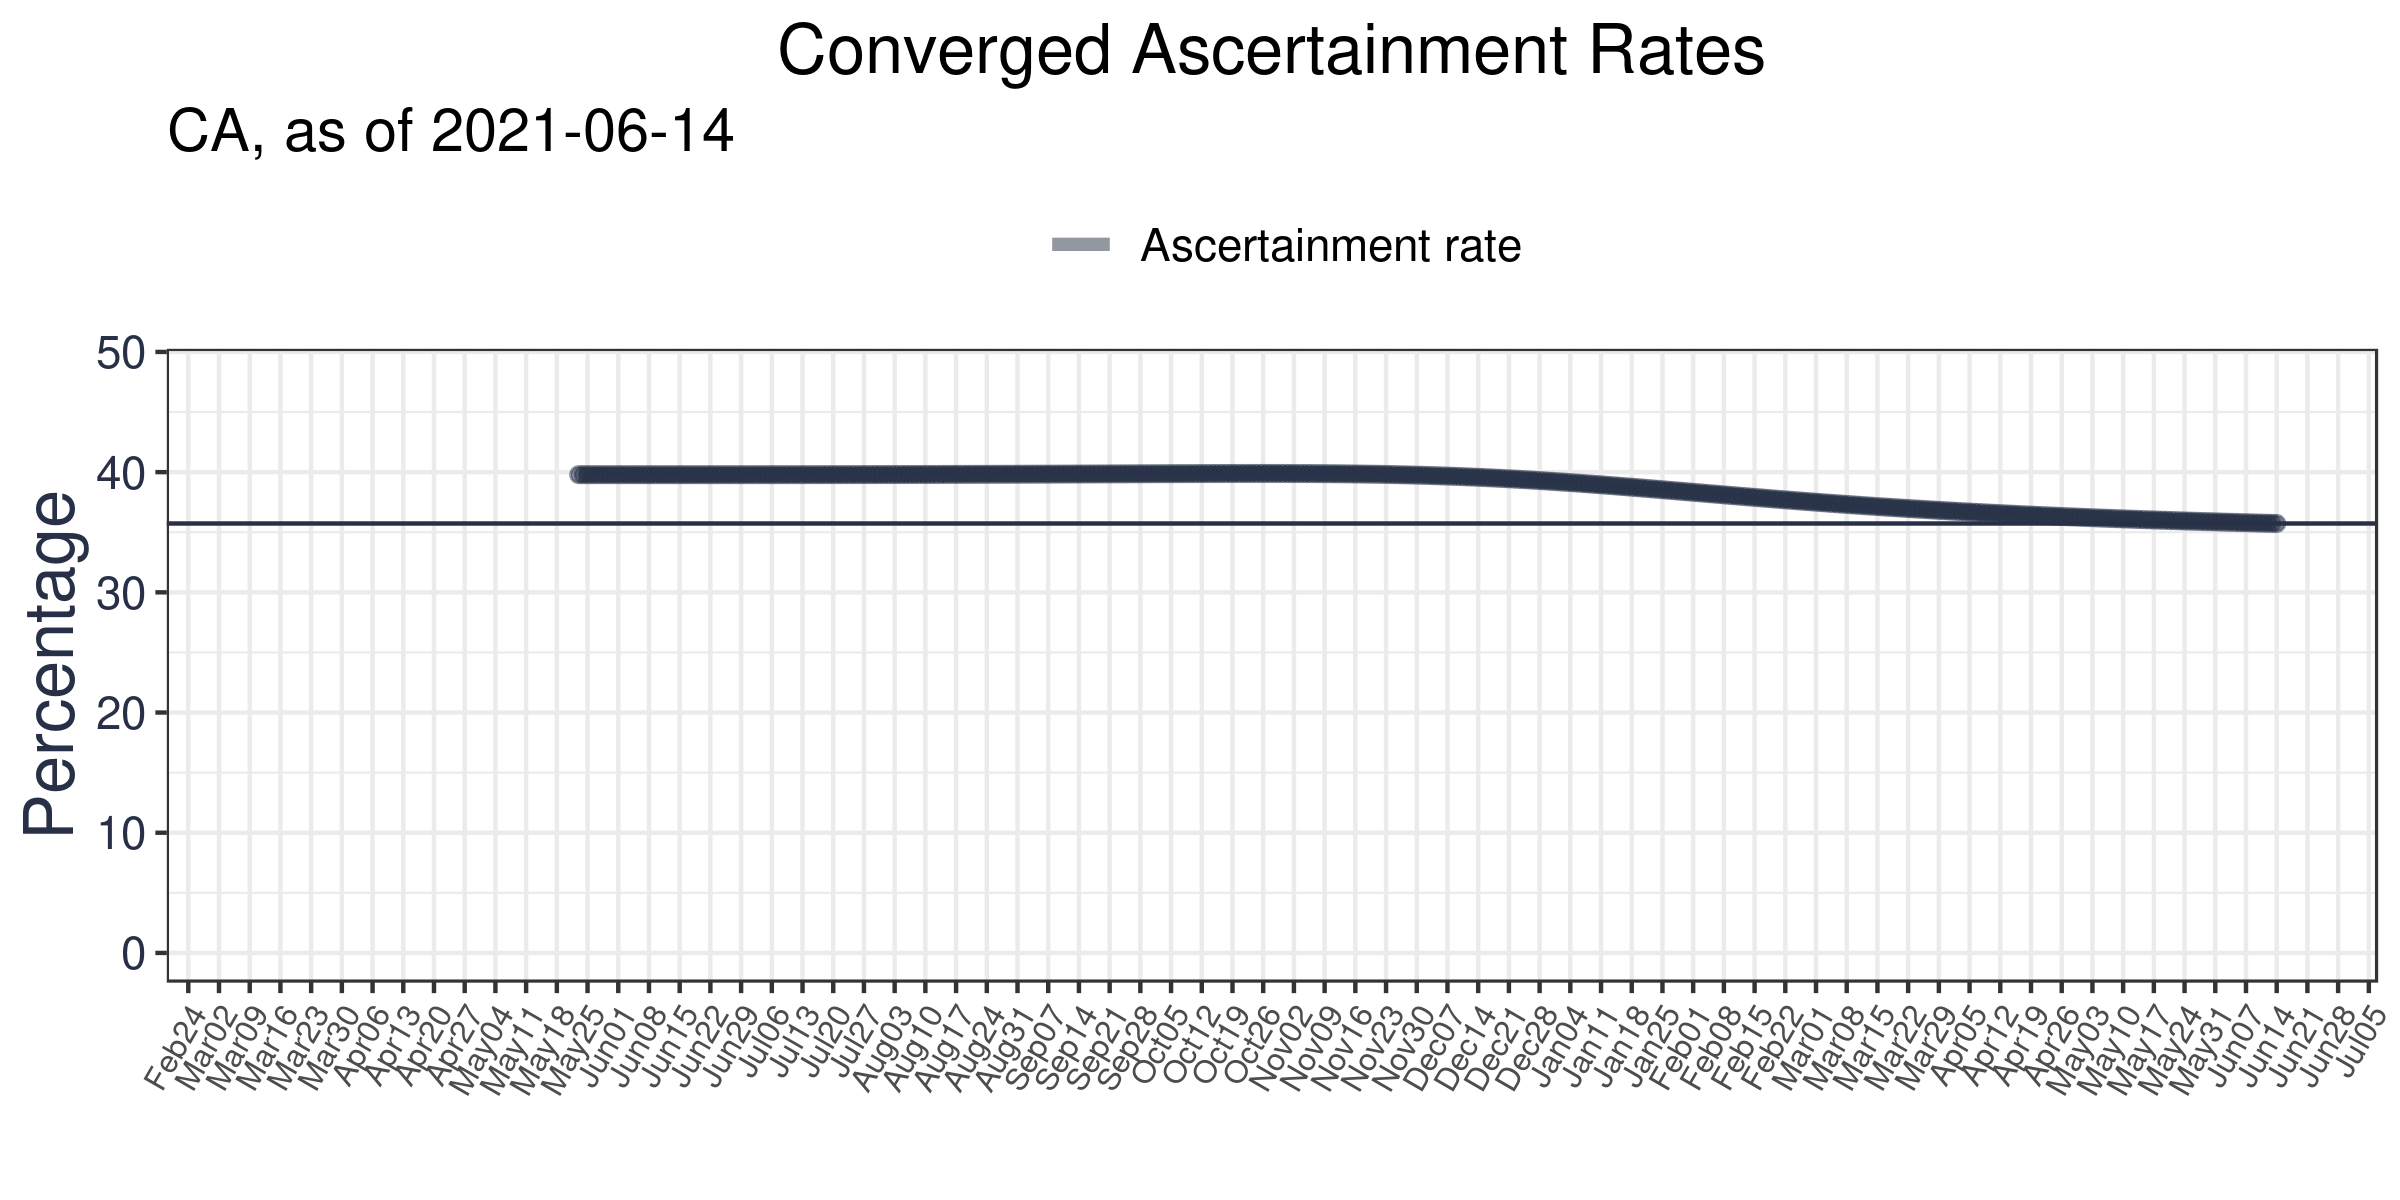 Converged Ascertainment Rates
CA, as of 2021-06-14
Ascertainment rate
Percentage
50
40
30
20
10
0
Feb24
Mar02
Mar09
Mar16
Mar23
Mar30
Apr06
Apr13
Apr20
Apr27
May04
May11
May18
May25
Jun01
Jun08
Jun15
Jun22
Jun29
Jul06
Jul13
Jul20
Jul27
Aug03
Aug10
Aug17
Aug24
Aug31
Sep07
Sep14
Sep21
Sep28
Oct05
Oct12
Oct19
Oct26
Nov02
Nov09
Nov16
Nov23
Nov30
Dec07
Dec14
Dec21
Dec28
Jan04
Jan11
Jan18
Jan25
Feb01
Feb08
Feb15
Feb22
Mar01
Mar08
Mar15
Mar22
Mar29
Apr05
Apr12
Apr19
Apr26
May03
May10
May17
May24
May31
Jun07
Jun14
Jun21
Jun28
Jul05